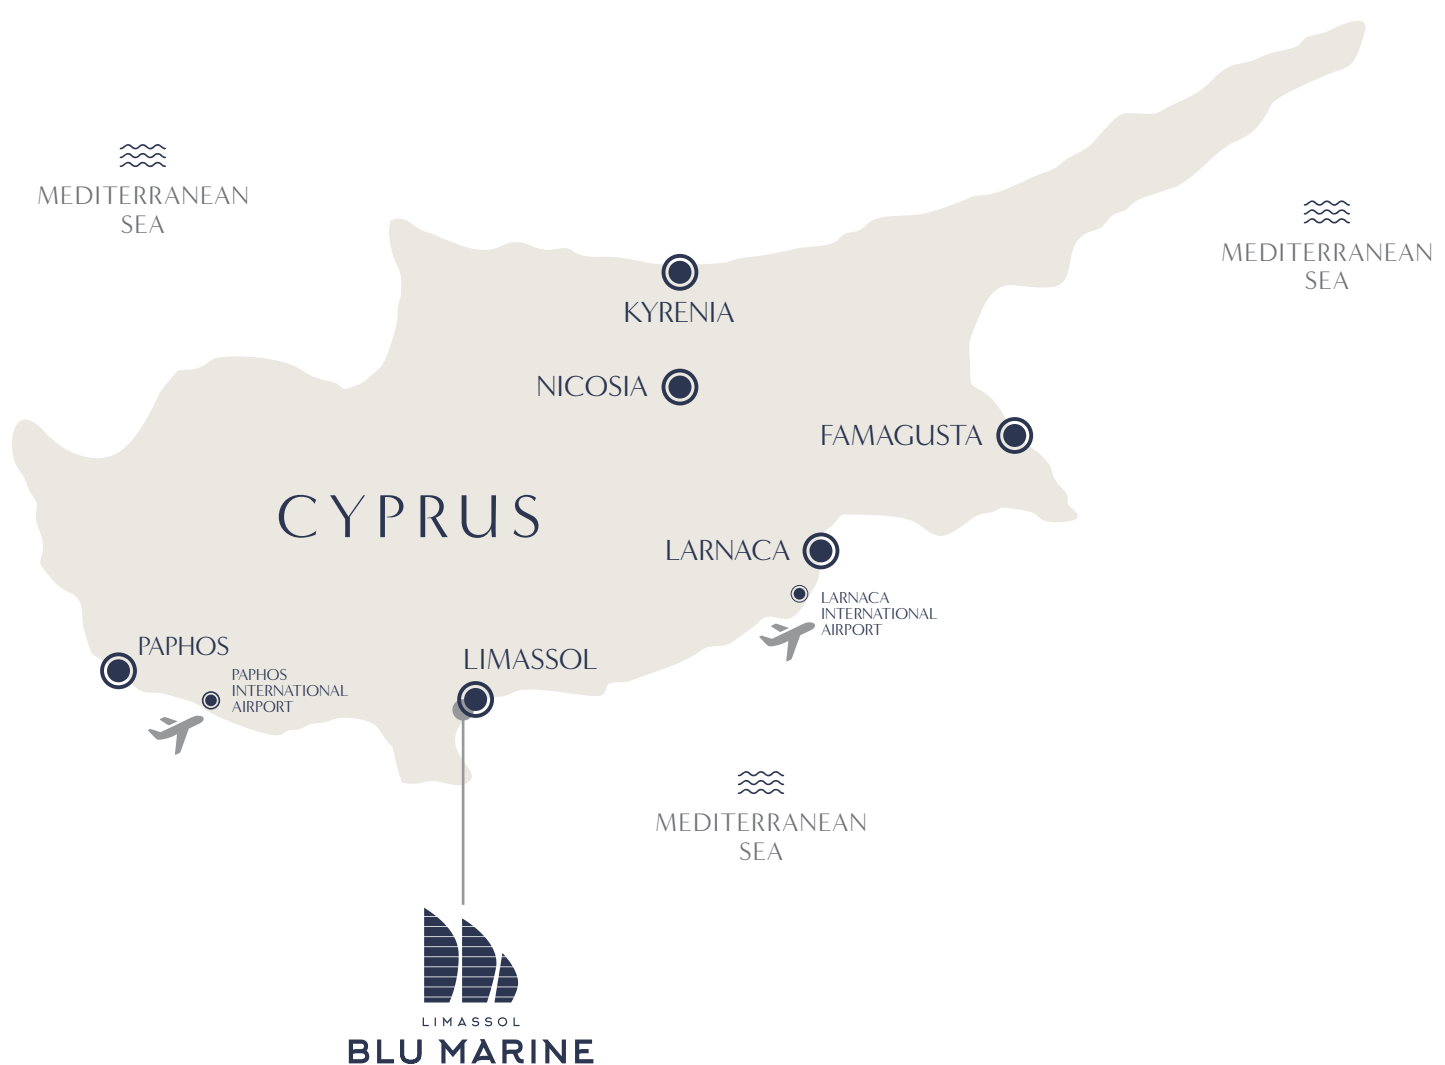 MEDITERRANEAN
SEA
MEDITERRANEAN
SEA
KYRENIA
NICOSIA
FAMAGUSTA
CYPRUS
LARNACA
LARNACA
INTERNATIONAL
AIRPORT
PAPHOS
PAPHOS
INTERNATIONAL
AIRPORT
LIMASSOL
MEDITERRANEAN
SEA
LIMASSOL
BLU MARINE